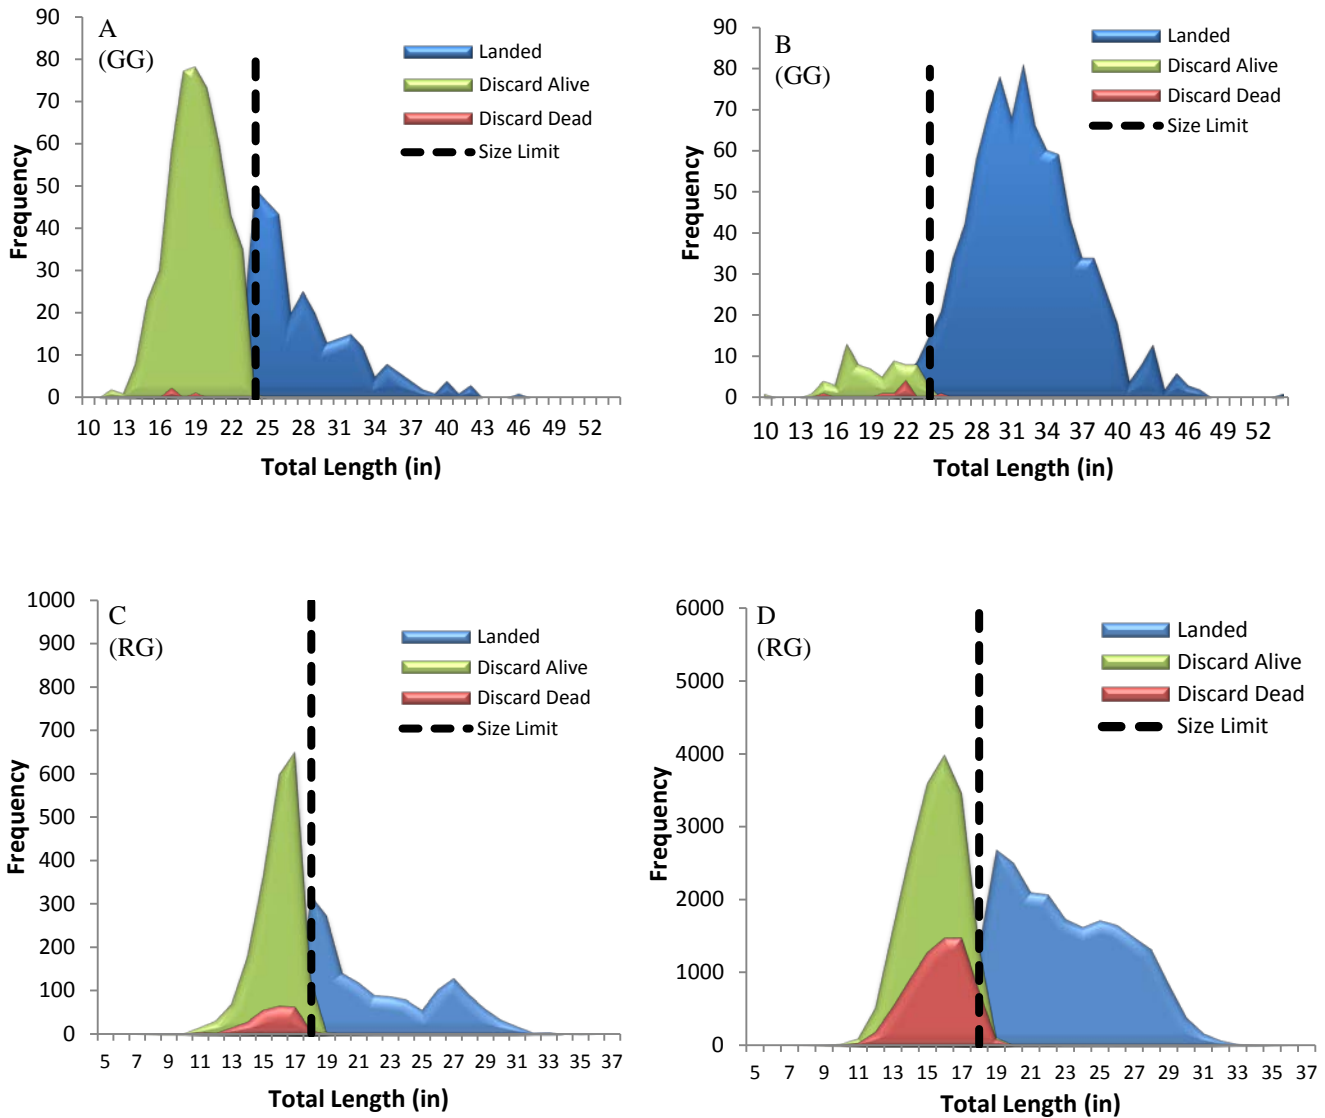 A
(GG)
Landed
Discard Alive
Discard Dead
Size Limit
90
80
70
60
50
40
30
20
10
0
Frequency
10 13 16 19 22 25 28 31 34 37 40 43 46 49 52
Total Length (in)
B
(GG)
Landed
Discard Alive
Discard Dead
Size Limit
90
80
70
60
50
40
30
20
10
0
Frequency
10 13 16 19 22 25 28 31 34 37 40 43 46 49 52
Total Length (in)
C
(RG)
Landed
Discard Alive
Discard Dead
Size Limit
1000
900
800
700
600
500
400
300
200
100
0
Frequency
5 7 9 11 13 15 17 19 21 23 25 27 29 31 33 35 37
Total Length (in)
D
(RG)
Landed
Discard Alive
Discard Dead
Size Limit
6000
5000
4000
3000
2000
1000
0
Frequency
5 7 9 11 13 15 17 19 21 23 25 27 29 31 33 35 37
Total Length (in)